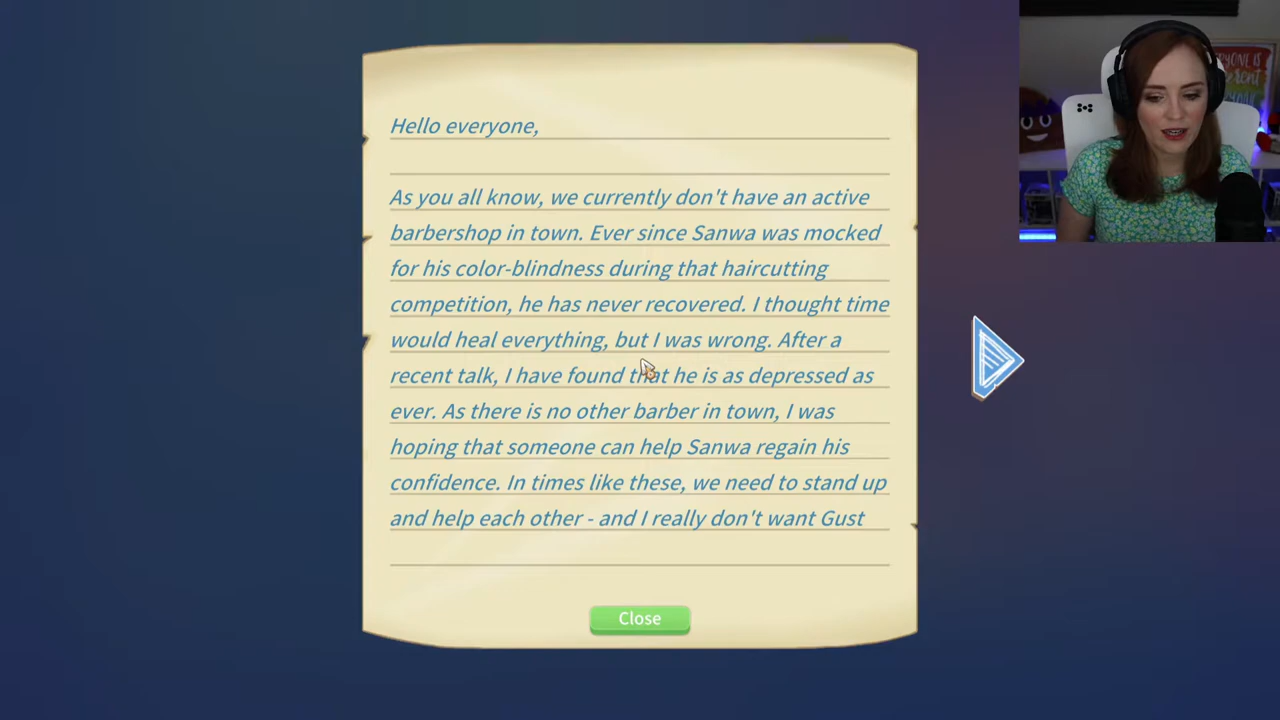 Hello everyone,
As you all know, we currently don't have an active
barbershop in town. Ever since Sanwa was mocked
for his color-blindness during that haircutting
competition, he has never recovered. I thought time
would heal everything, but I was wrong. After a
recent talk, I have found that he is as depressed as
ever. As there is no other barber in town, I was
hoping that someone can help Sanwa regain his
confidence. In times like these, we need to stand up
and help each other - and I really don't want Gust
Close